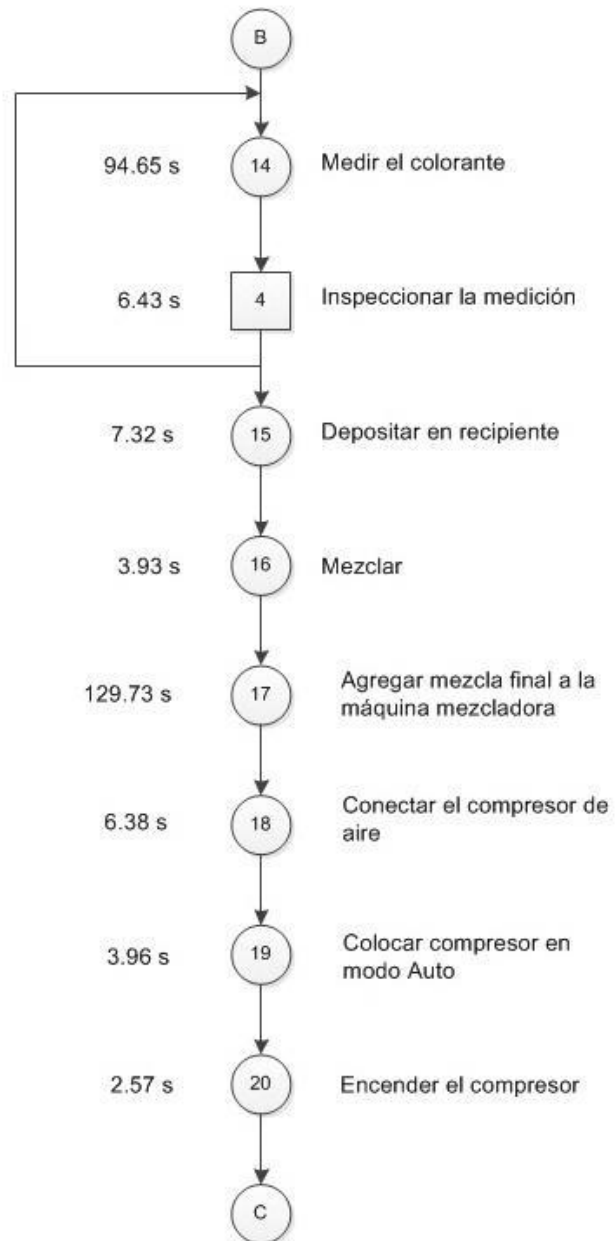 B
94.65 s
14
Medir el colorante
6.43 s
4
Inspeccionar la medición
7.32 s
15
Depositar en recipiente
3.93 s
16
Mezclar
129.73 s
17
Agregar mezcla final a la
máquina mezcladora
6.38 s
18
Conectar el compresor de
aire
3.96 s
19
Colocar compresor en
modo Auto
2.57 s
20
Encender el compresor
C